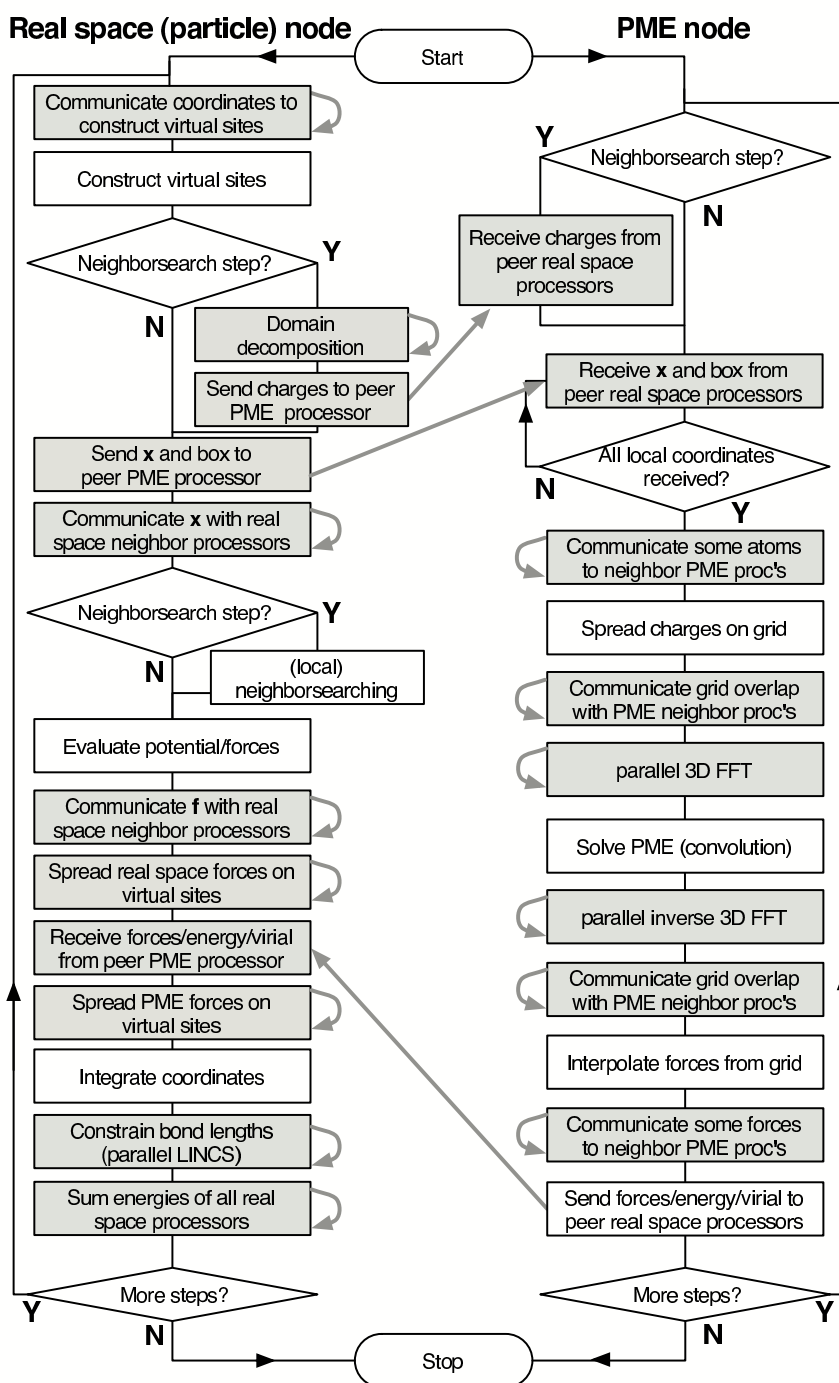 Real space (particle) node
Start
PME node
Communicate coordinates to
construct virtual sites
Construct virtual sites
Neighborsearch step?
Y
N
Domain
decomposition
Send charges to peer
PME processor
Send x and box to
peer PME processor
Communicate x with real
space neighbor processors
Neighborsearch step?
Y
N
(local)
neighborsearching
Evaluate potential/forces
Communicate f with real
space neighbor processors
Spread real space forces on
virtual sites
Receive forces/energy/virial
from peer PME processor
Spread PME forces on
virtual sites
Integrate coordinates
Constrain bond lengths
(parallel LINCS)
Sum energies of all real
space processors
More steps?
Y
N
Y
Neighborsearch step?
N
Receive charges from
peer real space
processors
Receive x and box from
peer real space processors
All local coordinates
received?
N
Y
Communicate some atoms
to neighbor PME proc's
Spread charges on grid
Communicate grid overlap
with PME neighbor proc's
parallel 3D FFT
Solve PME (convolution)
parallel inverse 3D FFT
Communicate grid overlap
with PME neighbor proc's
Interpolate forces from grid
Communicate some forces
to neighbor PME proc's
Send forces/energy/virial to
peer real space processors
More steps?
Y
N
Stop